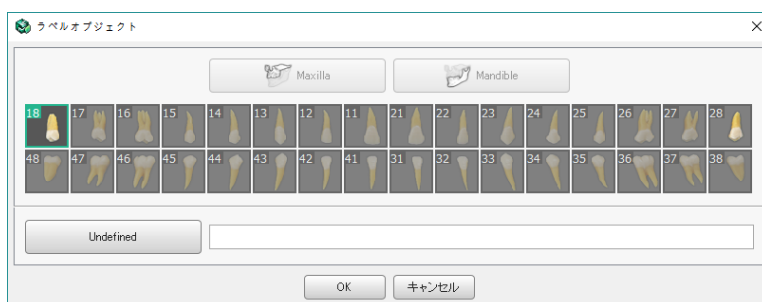 ラベルオブジェクト
Maxilla Mandible
18 17 16 15 14 13 12 11 21 22 23 24 25 26 27 28
48 47 46 45 44 43 42 41 31 32 33 34 35 36 37 38
Undefined
OK キャンセル